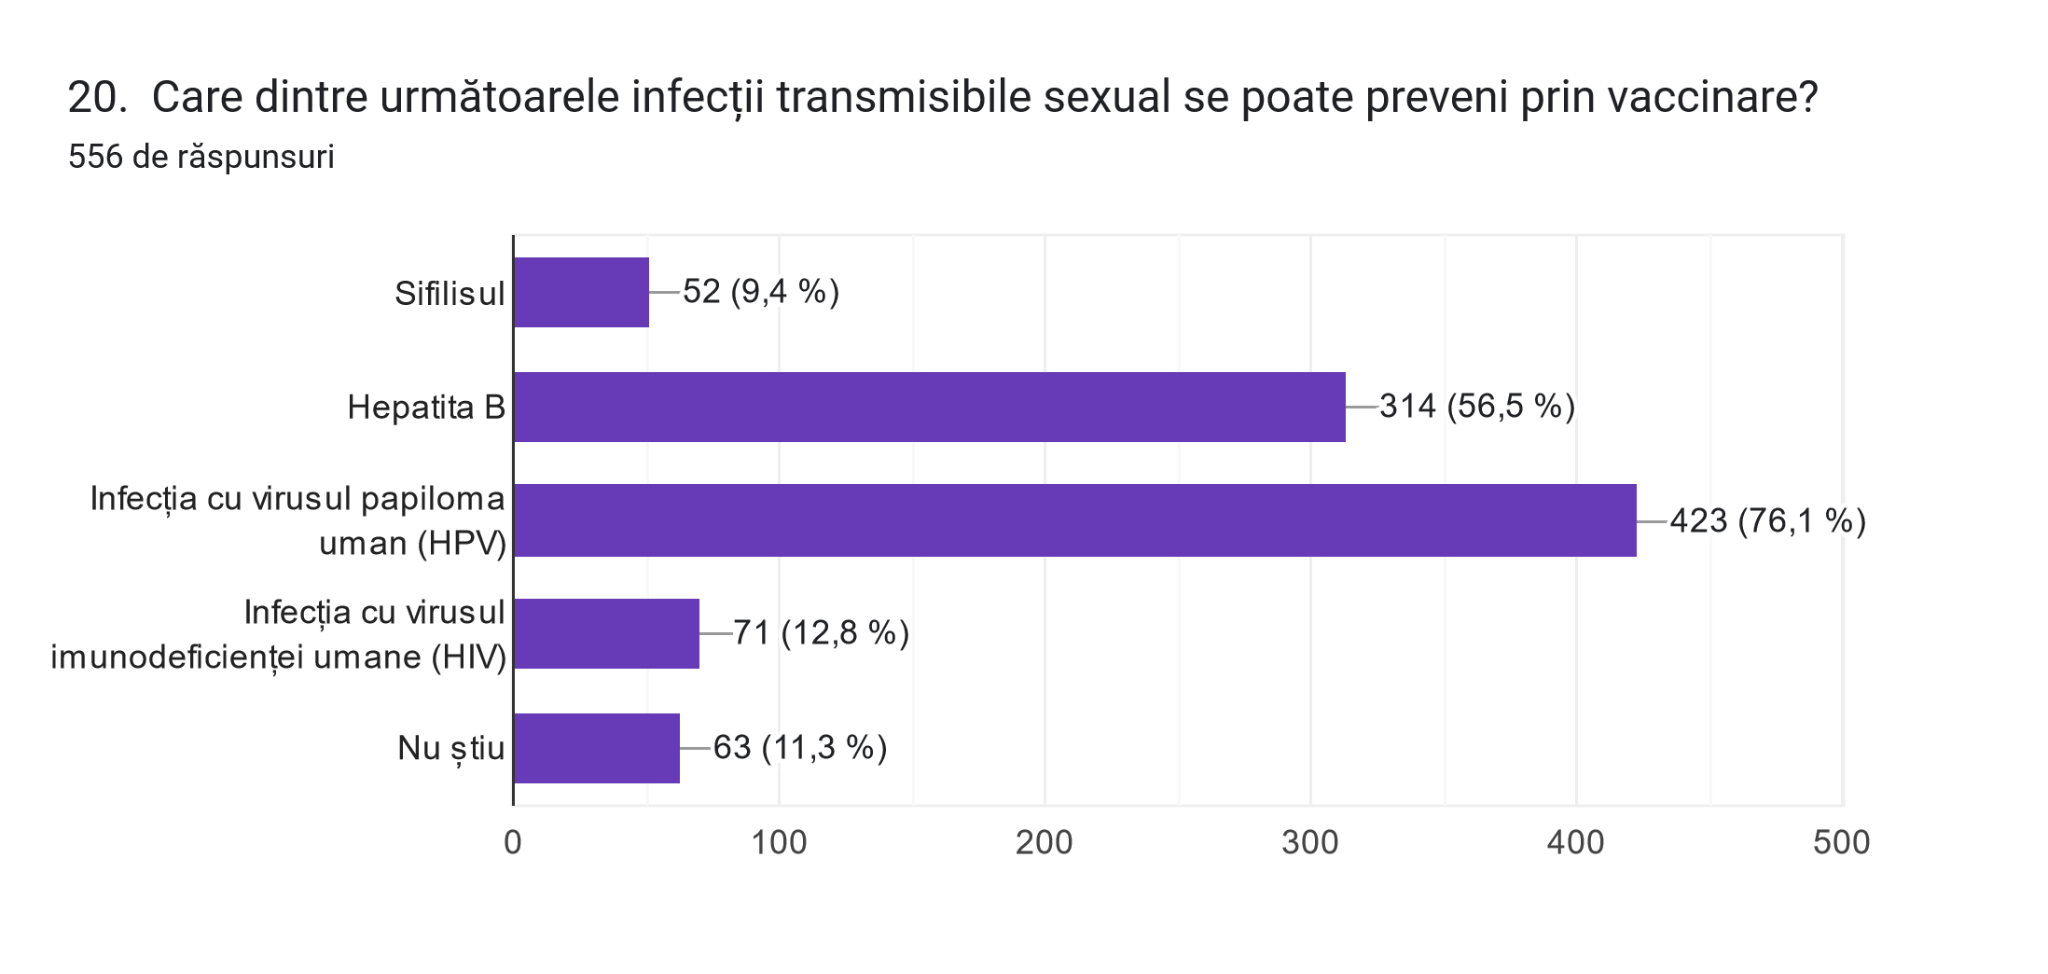 20. Care dintre următoarele infecții transmisibile sexual se poate preveni prin vaccinare?
556 de răspunsuri
Sifilisul
52 (9,4 %)
Hepatita B
314 (56,5 %)
Infecția cu virusul papiloma
uman (HPV)
423 (76,1 %)
Infecția cu virusul
imunodeficienței umane (HIV)
71 (12,8 %)
Nu știu
63 (11,3 %)
0 100 200 300 400 500